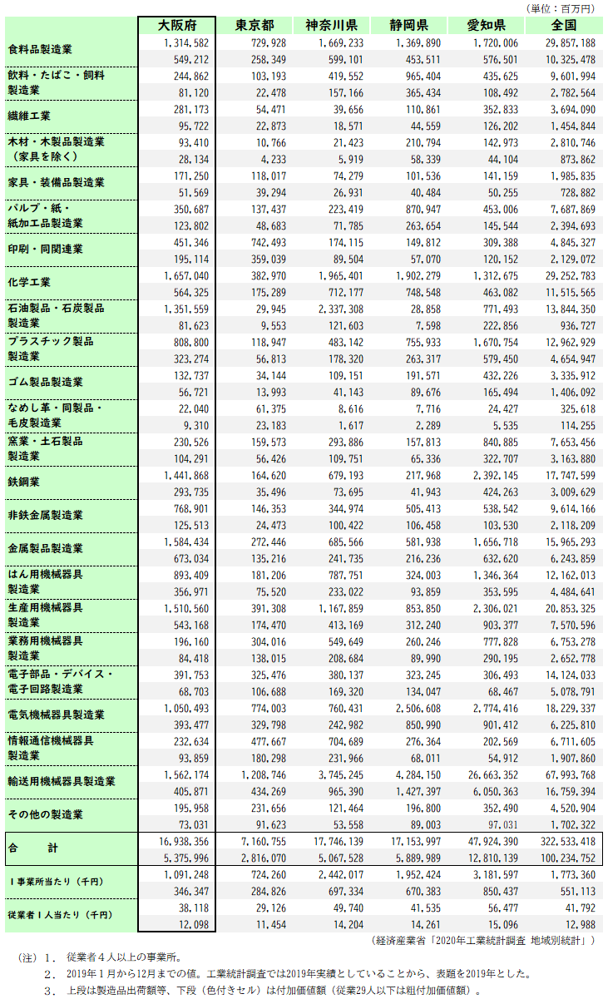 （単位：百万円）
大阪府 東京都 神奈川県 静岡県 愛知県 全国
食料品製造業 1,314,582 729,928 1,669,233 1,369,890 1,720,006 29,857,188
549,212 258,349 599,101 453,511 576,501 10,325,478
飲料・たばこ・飼料 244,862 103,193 419,552 965,404 435,625 9,601,994
製造業 81,120 22,478 157,166 365,434 108,492 2,782,564
繊維工業 281,173 54,471 39,656 110,861 352,833 3,694,090
95,722 22,873 18,571 44,559 126,202 1,454,844
木材・木製品製造業 93,410 10,766 21,423 210,794 142,973 2,810,746
（家具を除く） 28,134 4,233 5,919 58,339 44,104 873,862
家具・装備品製造業 171,250 118,017 74,279 101,536 141,159 1,985,835
51,569 39,294 26,931 40,484 50,255 728,882
パルプ・紙・ 350,687 137,437 223,419 870,947 453,006 7,687,869
紙加工品製造業 123,802 48,683 71,785 263,654 145,544 2,394,693
印刷・同関連業 451,346 742,493 174,115 149,812 309,388 4,845,327
195,114 359,039 89,504 57,070 120,152 2,129,072
化学工業 1,657,040 382,970 1,965,401 1,902,279 1,312,675 29,252,783
564,325 175,289 712,177 748,548 463,082 11,515,565
石油製品・石炭製品 1,351,559 29,945 2,337,308 28,858 771,493 13,844,350
製造業 81,623 9,553 121,603 7,598 222,856 936,727
プラスチック製品 808,800 118,947 483,142 755,933 1,670,754 12,962,929
製造業 323,274 56,813 178,320 263,317 579,450 4,654,947
ゴム製品製造業 132,737 34,144 109,151 191,571 432,226 3,335,912
56,721 13,993 41,143 89,676 165,494 1,406,092
なめし革・同製品・ 22,040 61,375 8,616 7,716 24,427 325,618
毛皮製造業 9,310 23,183 1,617 2,289 5,535 114,255
窯業・土石製品 230,526 159,573 293,886 157,813 840,885 7,653,456
製造業 104,291 56,426 109,751 65,336 322,707 3,163,880
鉄鋼業 1,441,868 164,620 679,193 217,968 2,392,145 17,747,599
293,735 35,496 73,695 41,943 424,263 3,009,629
非鉄金属製造業 768,901 146,353 344,974 505,413 538,542 9,614,166
125,513 24,473 100,422 106,458 103,530 2,118,209
金属製品製造業 1,584,434 272,446 685,566 581,938 1,656,718 15,965,293
673,034 135,216 241,735 216,236 632,620 6,243,859
はん用機械器具 893,409 181,206 787,751 324,003 1,346,364 12,162,013
製造業 356,971 75,520 233,022 93,859 353,595 4,484,641
生産用機械器具 1,510,560 391,308 1,167,859 853,850 2,306,021 20,853,325
製造業 543,168 174,470 413,169 312,240 903,377 7,570,596
業務用機械器具 196,160 304,016 549,649 260,246 777,828 6,753,278
製造業 84,418 138,015 208,684 89,990 290,195 2,652,778
電子部品・デバイス・ 391,753 325,476 380,137 323,245 306,493 14,124,033
電子回路製造業 68,703 106,688 169,320 134,047 68,467 5,078,791
電気機械器具製造業 1,050,493 774,003 760,431 2,506,608 2,774,416 18,229,337
393,477 329,798 242,982 850,990 901,412 6,225,810
情報通信機械器具 232,634 477,667 704,689 276,364 202,569 6,711,605
製造業 93,859 180,298 231,966 68,011 54,912 1,907,860
輸送用機械器具製造業 1,562,174 1,208,746 3,745,245 4,284,150 26,663,352 67,993,768
405,871 434,269 965,390 1,427,397 6,050,363 16,759,394
その他の製造業 195,958 231,656 121,464 196,800 352,490 4,520,904
73,031 91,623 53,558 89,003 97,031 1,702,322
合　計 16,938,356 7,160,755 17,746,139 17,153,997 47,924,390 322,533,418
5,375,996 2,816,070 5,067,528 5,889,989 12,810,139 100,234,752
１事業所当たり（千円） 1,091,248 724,260 2,442,017 1,952,424 3,181,597 1,773,360
346,347 284,826 697,334 670,383 850,437 551,113
従業者１人当たり（千円） 38,118 29,126 49,740 41,535 56,477 41,792
12,098 11,454 14,204 14,261 15,096 12,988
（経済産業省「2020年工業統計調査 地域別統計」）
（注）１． 従業者４人以上の事業所。
２． 2019年１月から12月までの値。工業統計調査では2019年実績としていることから、表題を2019年とした。
３． 上段は製造品出荷額等、下段（色付きセル）は付加価値額（従業29人以下は粗付加価値額）。